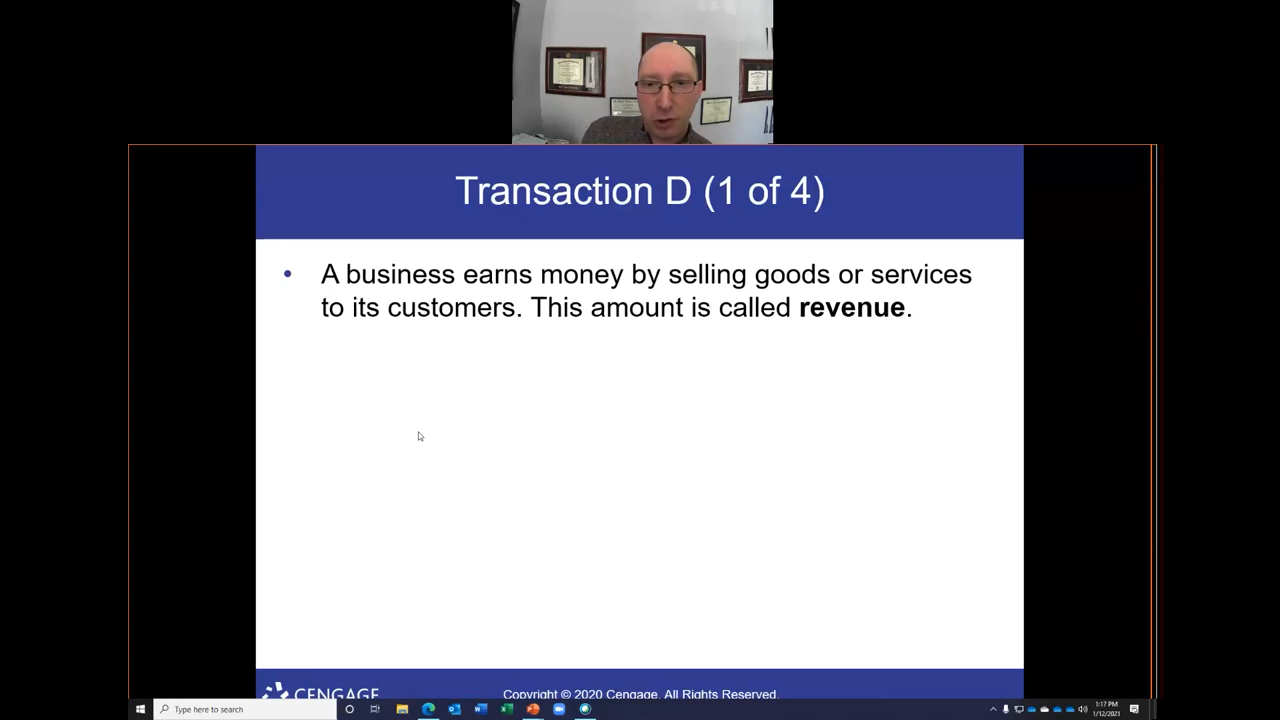 Transaction D (1 of 4)
• A business earns money by selling goods or services
to its customers. This amount is called revenue.
CENGAGE
Copyright © 2020 Cengage. All Rights Reserved.
Type here to search
1:17 PM
1/12/2021